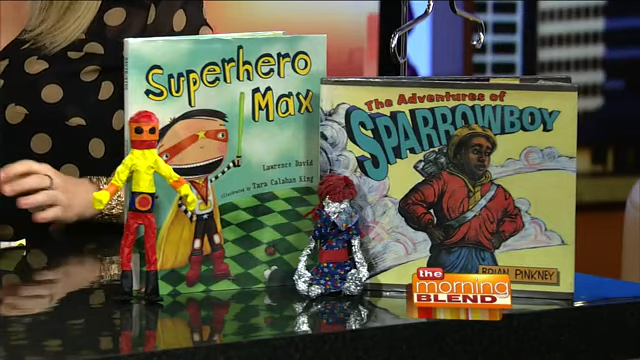 Superhero
Max
Lawrence David
illustrated by Tara Calahan King
The Adventures of
SPARROWBOY
BRIAN PINKNEY
the
morning
BLEND